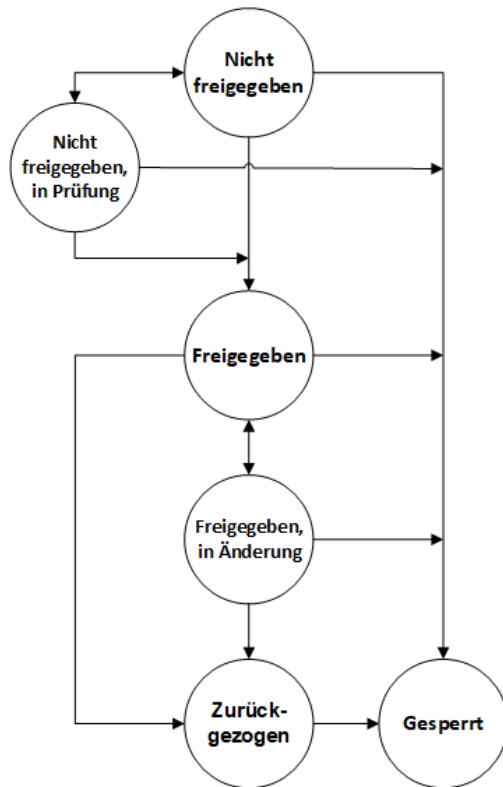 Nicht
freigegeben
Nicht
freigegeben,
in Prüfung
Freigegeben
Freigegeben,
in Änderung
Zurück-
gezogen
Gesperrt